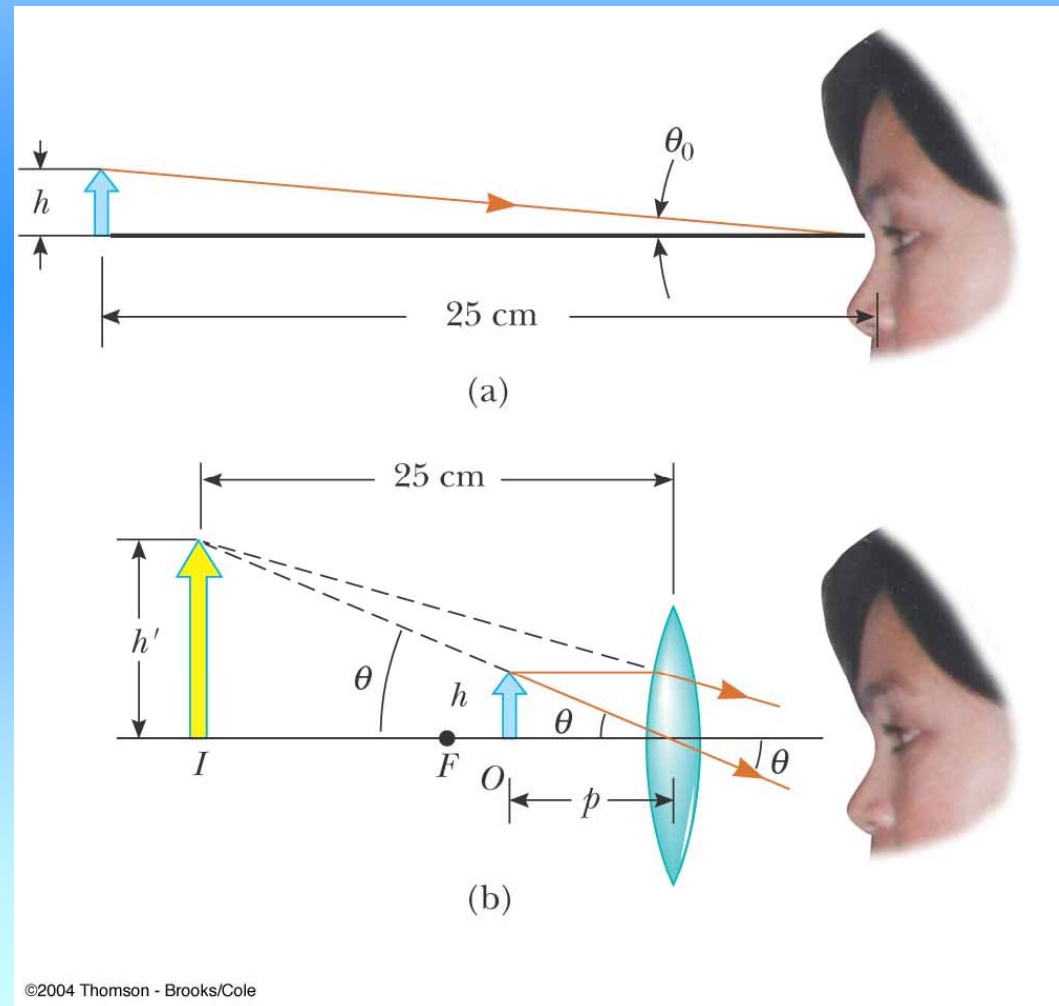 θ₀
h
25 cm
(a)
25 cm
h′
θ
h
θ
θ
I
F
O
p
(b)
©2004 Thomson - Brooks/Cole